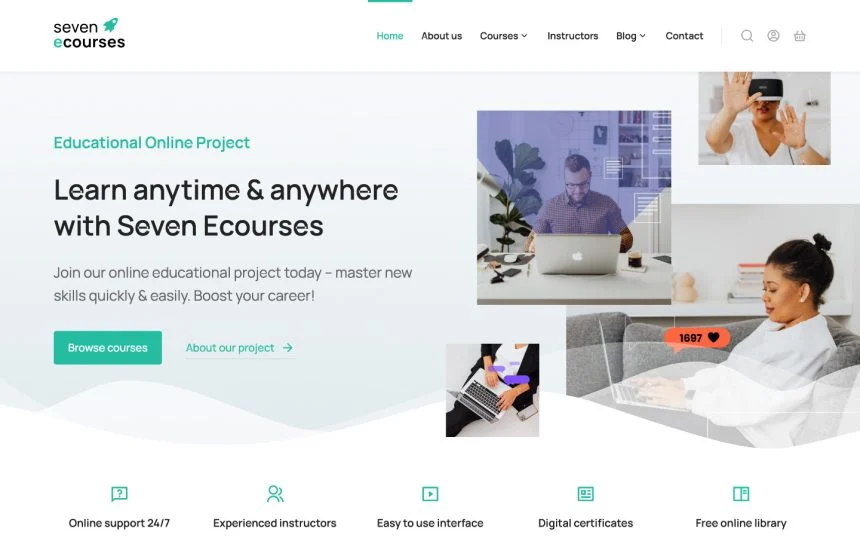 seven
ecourses
Home About us Courses Instructors Blog Contact
Educational Online Project
Learn anytime & anywhere
with Seven Ecourses
Join our online educational project today – master new
skills quickly & easily. Boost your career!
Browse courses About our project
1697
Online support 24/7 Experienced instructors Easy to use interface Digital certificates Free online library